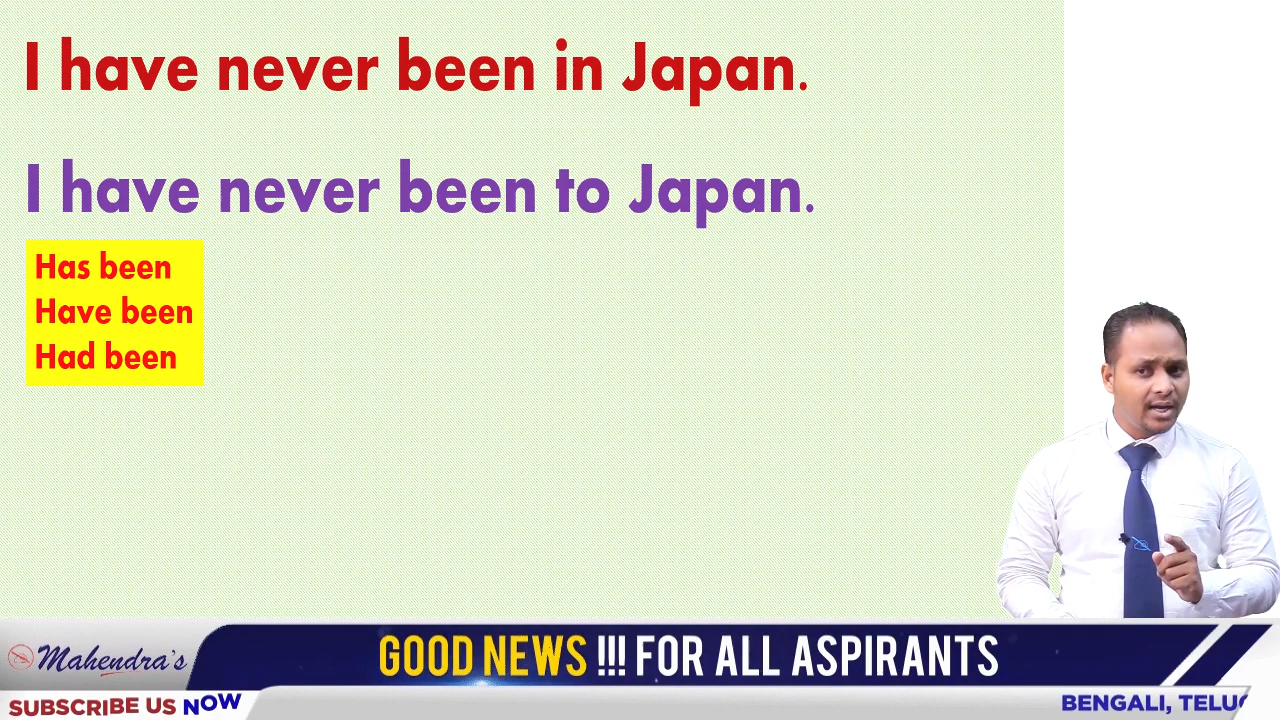 I have never been in Japan.
I have never been to Japan.
Has been
Have been
Had been
Mahendra's
GOOD NEWS !!! FOR ALL ASPIRANTS
SUBSCRIBE US NOW
BENGALI,